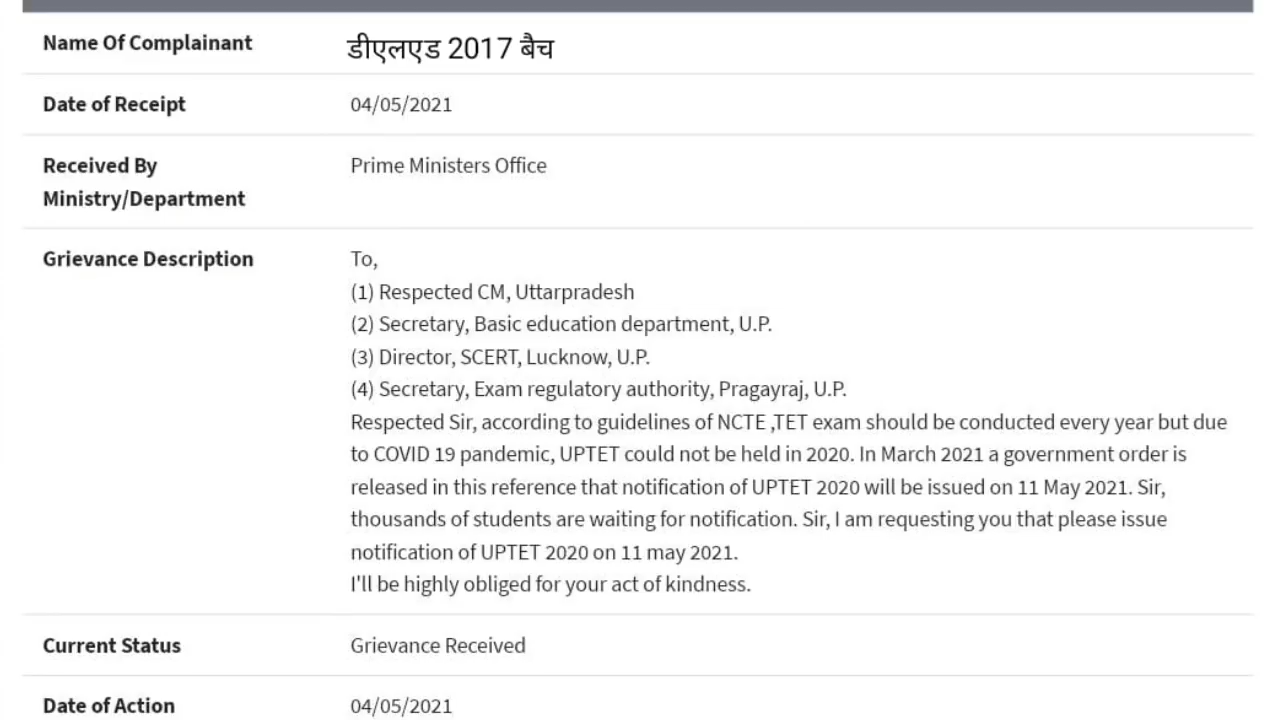 Name Of Complainant डीएलएड 2017 बैच
Date of Receipt 04/05/2021
Received By Prime Ministers Office
Ministry/Department
Grievance Description To,
(1) Respected CM, Uttarpradesh
(2) Secretary, Basic education department, U.P.
(3) Director, SCERT, Lucknow, U.P.
(4) Secretary, Exam regulatory authority, Pragayraj, U.P.
Respected Sir, according to guidelines of NCTE ,TET exam should be conducted every year but due
to COVID 19 pandemic, UPTET could not be held in 2020. In March 2021 a government order is
released in this reference that notification of UPTET 2020 will be issued on 11 May 2021. Sir,
thousands of students are waiting for notification. Sir, I am requesting you that please issue
notification of UPTET 2020 on 11 may 2021.
I'll be highly obliged for your act of kindness.
Current Status Grievance Received
Date of Action 04/05/2021